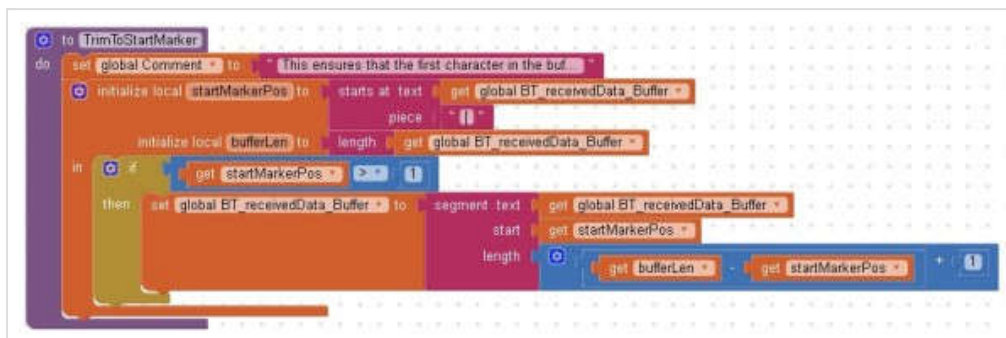 to TrimToStartMarker
do set global Comment to " This ensures that the first character in the buf... "
initialize local startMarkerPos to starts at text get global BT_receivedData_Buffer
piece
initialize local bufferLen to length get global BT_receivedData_Buffer
in if get startMarkerPos > 1
then set global BT_receivedData_Buffer to segment text get global BT_receivedData_Buffer
start get startMarkerPos
length get bufferLen - get startMarkerPos + 1